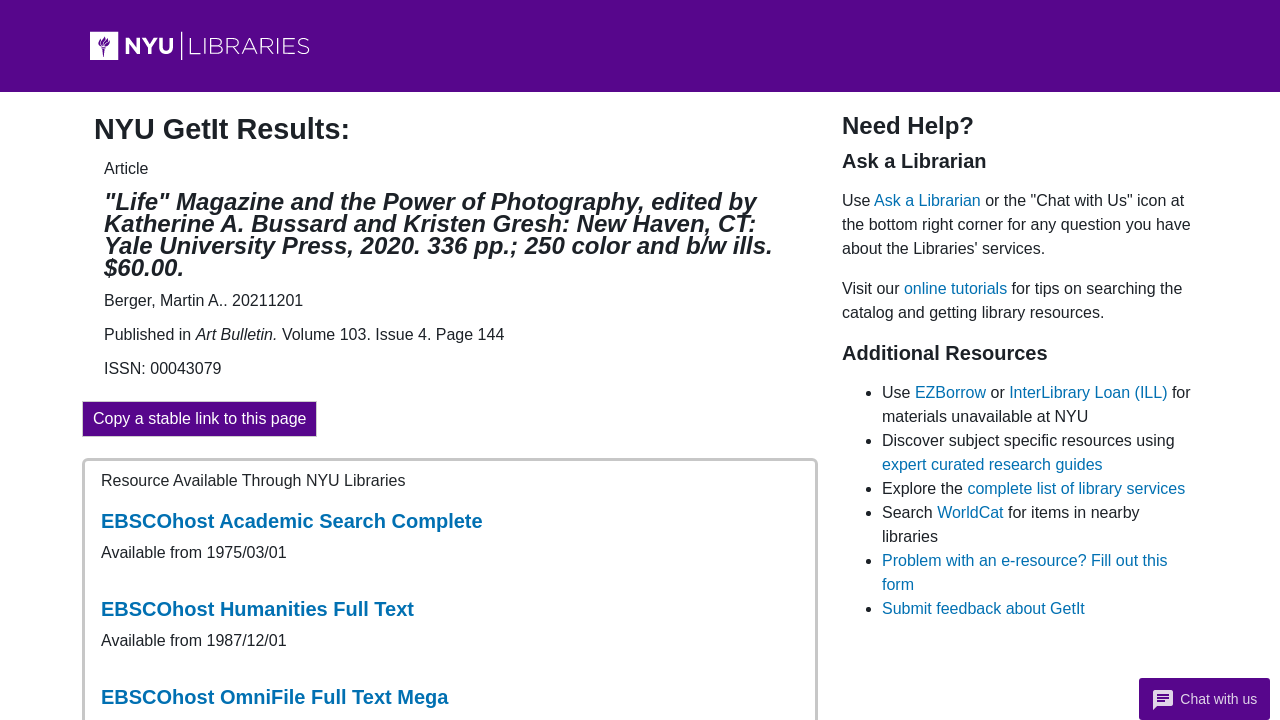 NYU LIBRARIES
NYU GetIt Results:
Article
"Life" Magazine and the Power of Photography, edited by
Katherine A. Bussard and Kristen Gresh: New Haven, CT:
Yale University Press, 2020. 336 pp.; 250 color and b/w ills.
$60.00.
Berger, Martin A.. 20211201
Published in Art Bulletin. Volume 103. Issue 4. Page 144
ISSN: 00043079
Copy a stable link to this page
Resource Available Through NYU Libraries
EBSCOhost Academic Search Complete
Available from 1975/03/01
EBSCOhost Humanities Full Text
Available from 1987/12/01
EBSCOhost OmniFile Full Text Mega
Need Help?
Ask a Librarian
Use Ask a Librarian or the "Chat with Us" icon at
the bottom right corner for any question you have
about the Libraries' services.
Visit our online tutorials for tips on searching the
catalog and getting library resources.
Additional Resources
• Use EZBorrow or InterLibrary Loan (ILL) for
materials unavailable at NYU
• Discover subject specific resources using
expert curated research guides
• Explore the complete list of library services
• Search WorldCat for items in nearby
libraries
• Problem with an e-resource? Fill out this
form
• Submit feedback about GetIt
Chat with us